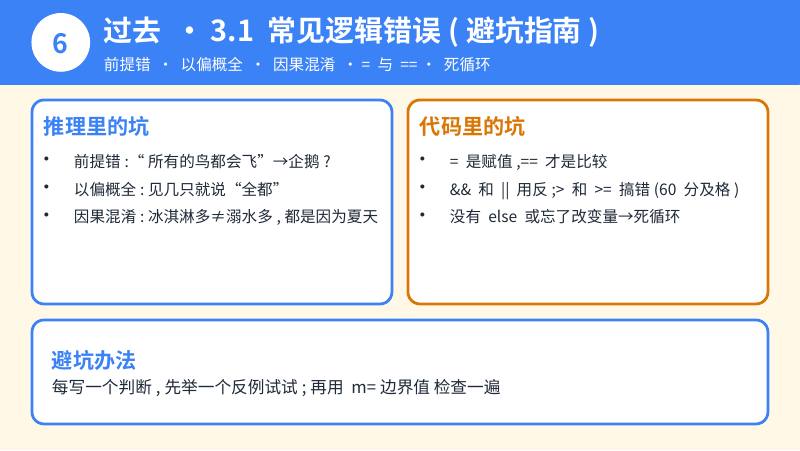 6
过去 · 3.1 常见逻辑错误 ( 避坑指南 )
前提错 · 以偏概全 · 因果混淆 · = 与 == · 死循环
推理里的坑
• 前提错 : “ 所有的鸟都会飞”→企鹅 ?
• 以偏概全 : 见几只就说“全都”
• 因果混淆 : 冰淇淋多≠溺水多 , 都是因为夏天
代码里的坑
• = 是赋值 ,== 才是比较
• && 和 || 用反 ;> 和 >= 搞错 (60 分及格 )
• 没有 else 或忘了改变量→死循环
避坑办法
每写一个判断 , 先举一个反例试试 ; 再用 m= 边界值 检查一遍